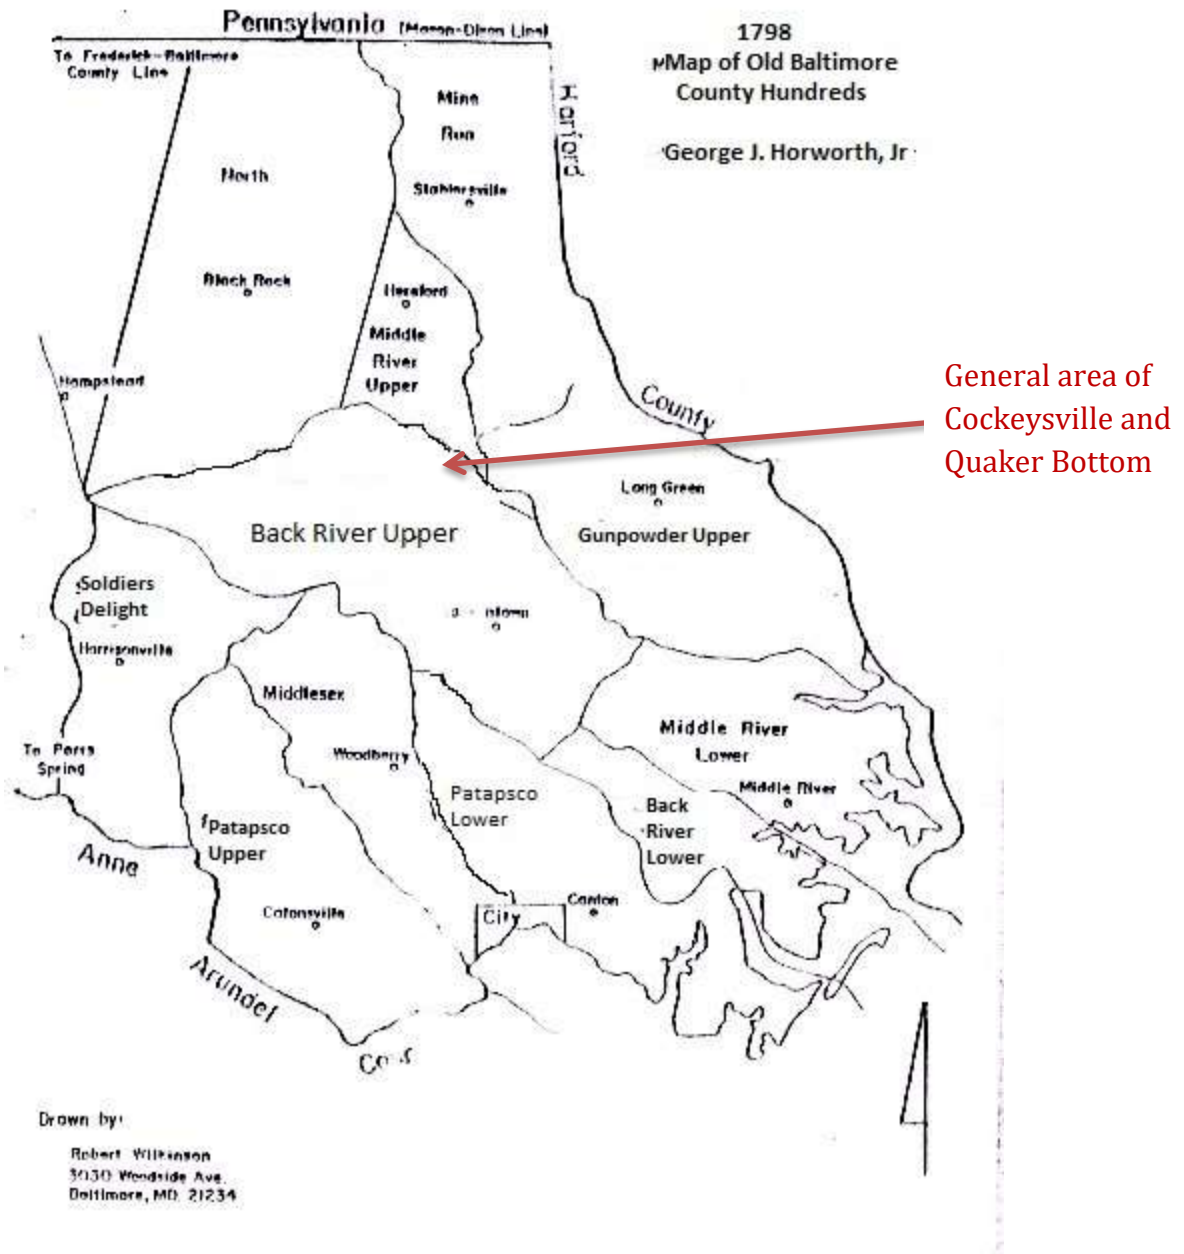 Pennsylvania (Mason-Dixon Line)
1798
Map of Old Baltimore
County Hundreds
George J. Horworth, Jr
To Frederick-Baltimore
County Line
Mine
Run
Harford
North
Stablersville
Black Rock
Hereford
Middle
River
Upper
Hampstead
County
General area of
Cockeysville and
Quaker Bottom
Long Green
Back River Upper
Gunpowder Upper
Soldiers
Delight
Harrisonville
Middlesex
Middle River
Lower
To Parrs
Spring
Woodberry
Middle River
Patapsco
Lower
Back
River
Lower
Patapsco
Upper
Anne
Catonsville
City
Canton
Arundel
Drawn by:
Robert Wilkinson
3030 Woodside Ave.
Baltimore, MD. 21234